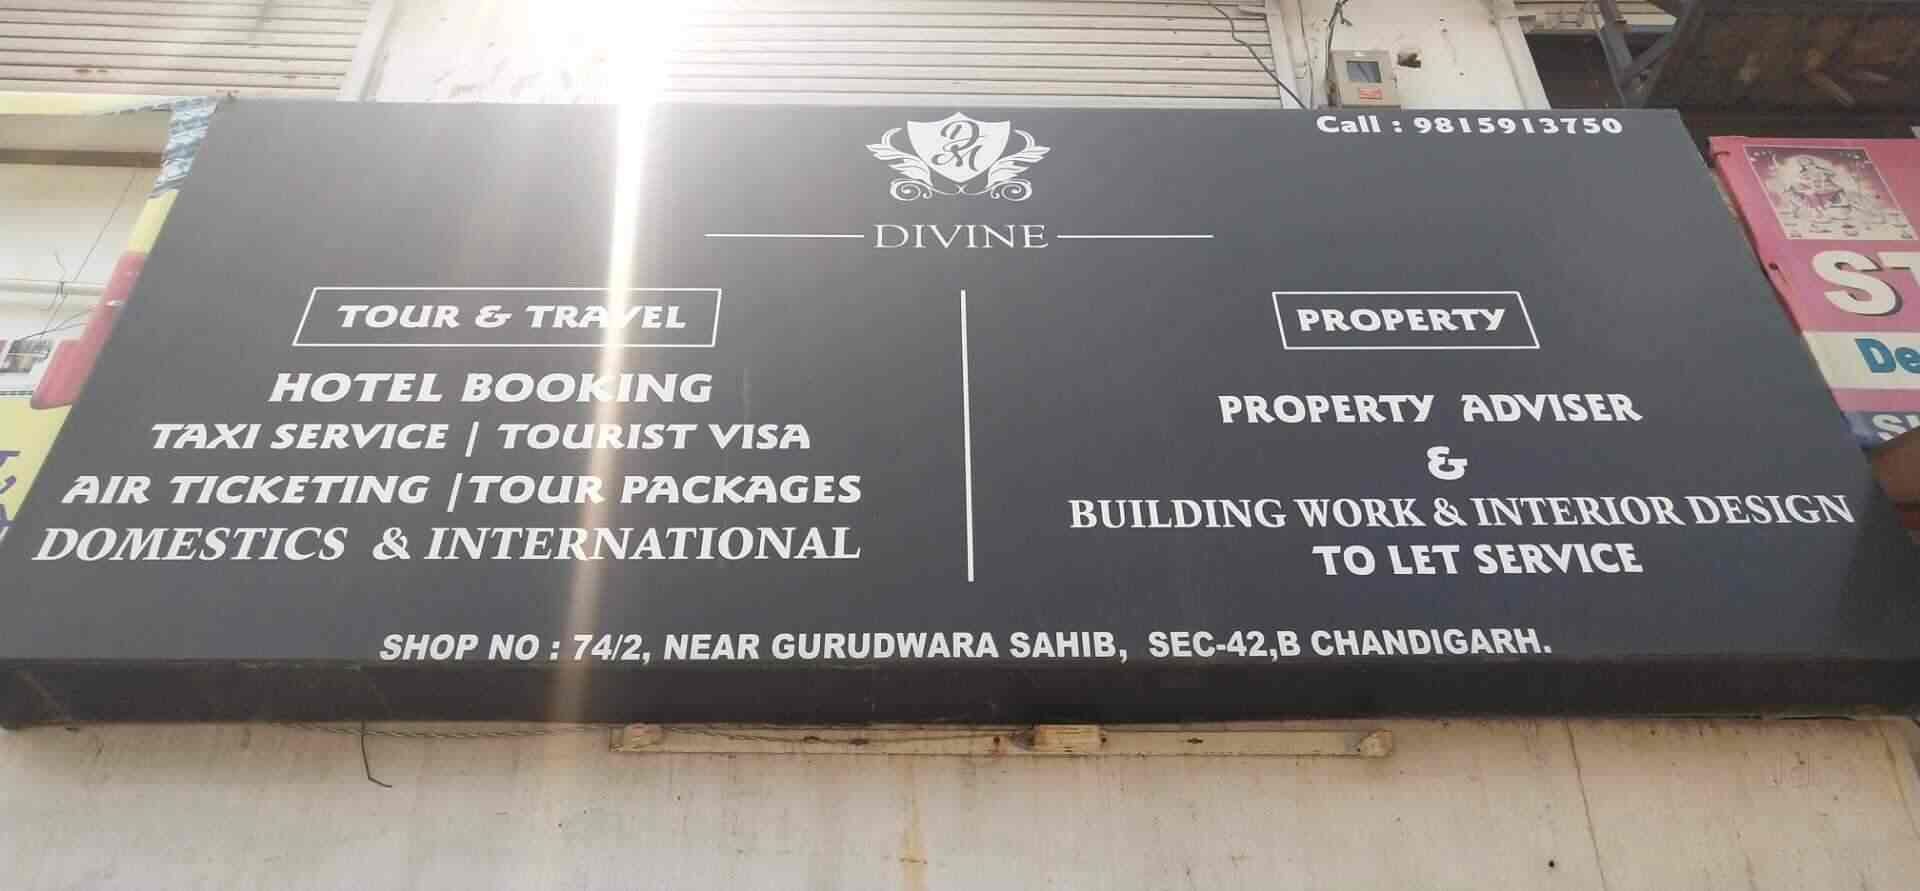 DM
DIVINE
Call : 9815913750
TOUR & TRAVEL
HOTEL BOOKING
TAXI SERVICE | TOURIST VISA
AIR TICKETING | TOUR PACKAGES
DOMESTICS & INTERNATIONAL
PROPERTY
PROPERTY ADVISER
&
BUILDING WORK & INTERIOR DESIGN
TO LET SERVICE
SHOP NO : 74/2, NEAR GURUDWARA SAHIB, SEC-42,B CHANDIGARH.